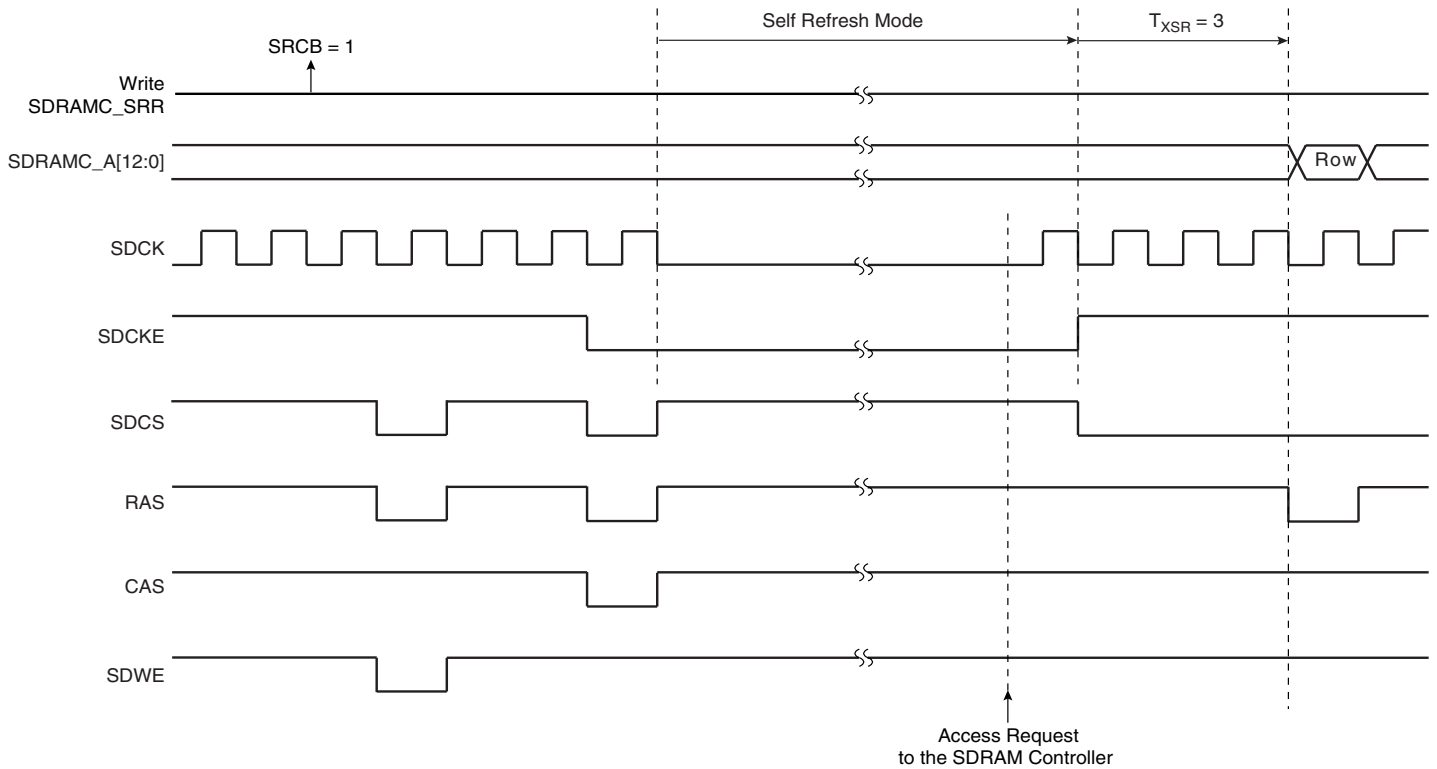 Self Refresh Mode
TXSR = 3
SRCB = 1
Write
SDRAMC_SRR
SDRAMC_A[12:0]
Row
SDCK
SDCKE
SDCS
RAS
CAS
SDWE
Access Request
to the SDRAM Controller